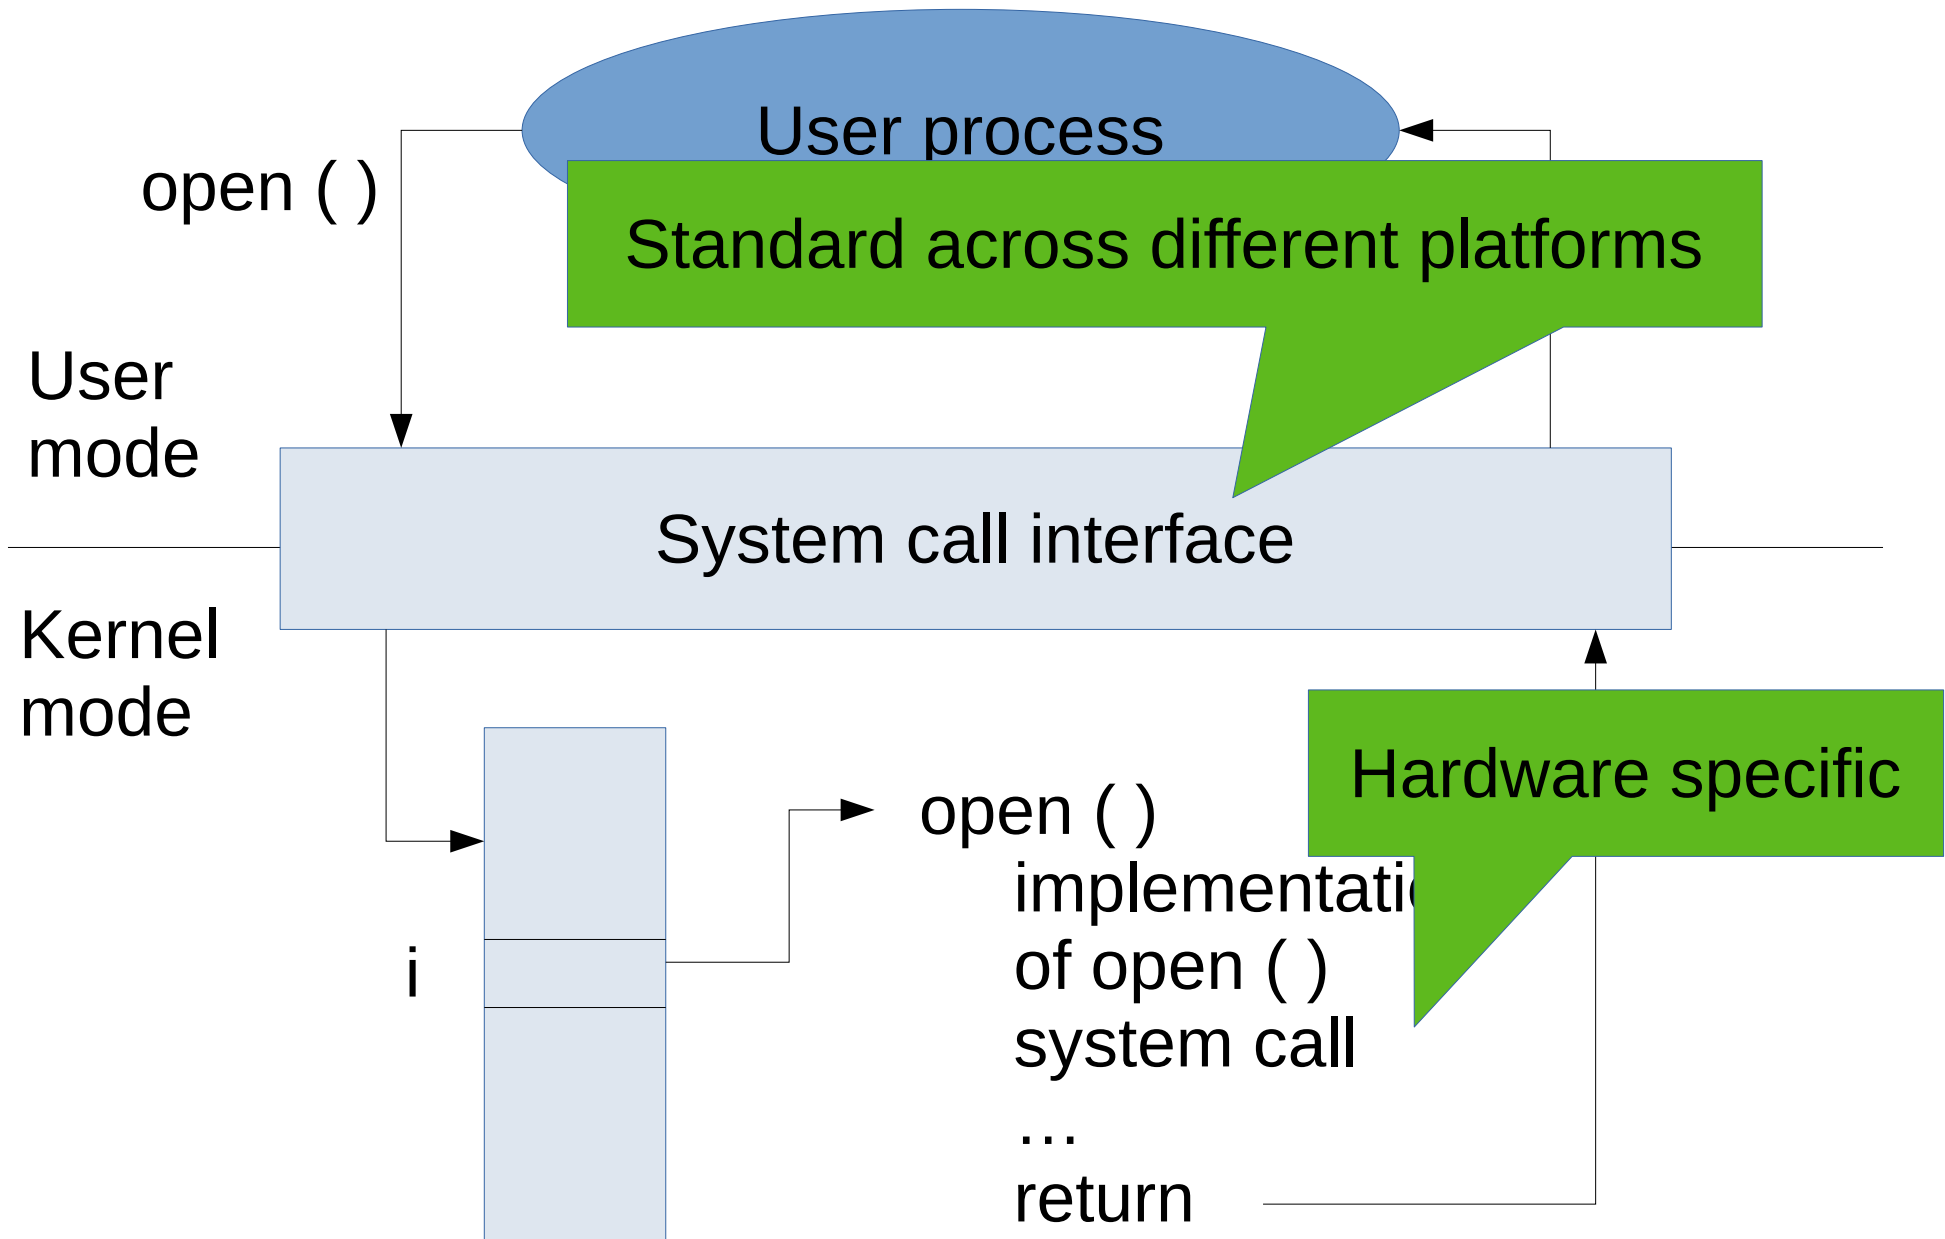 User process
open ( )
Standard across different platforms
User
mode
System call interface
Kernel
mode
Hardware specific
open ( )
of open ( )
i
system call
…
return